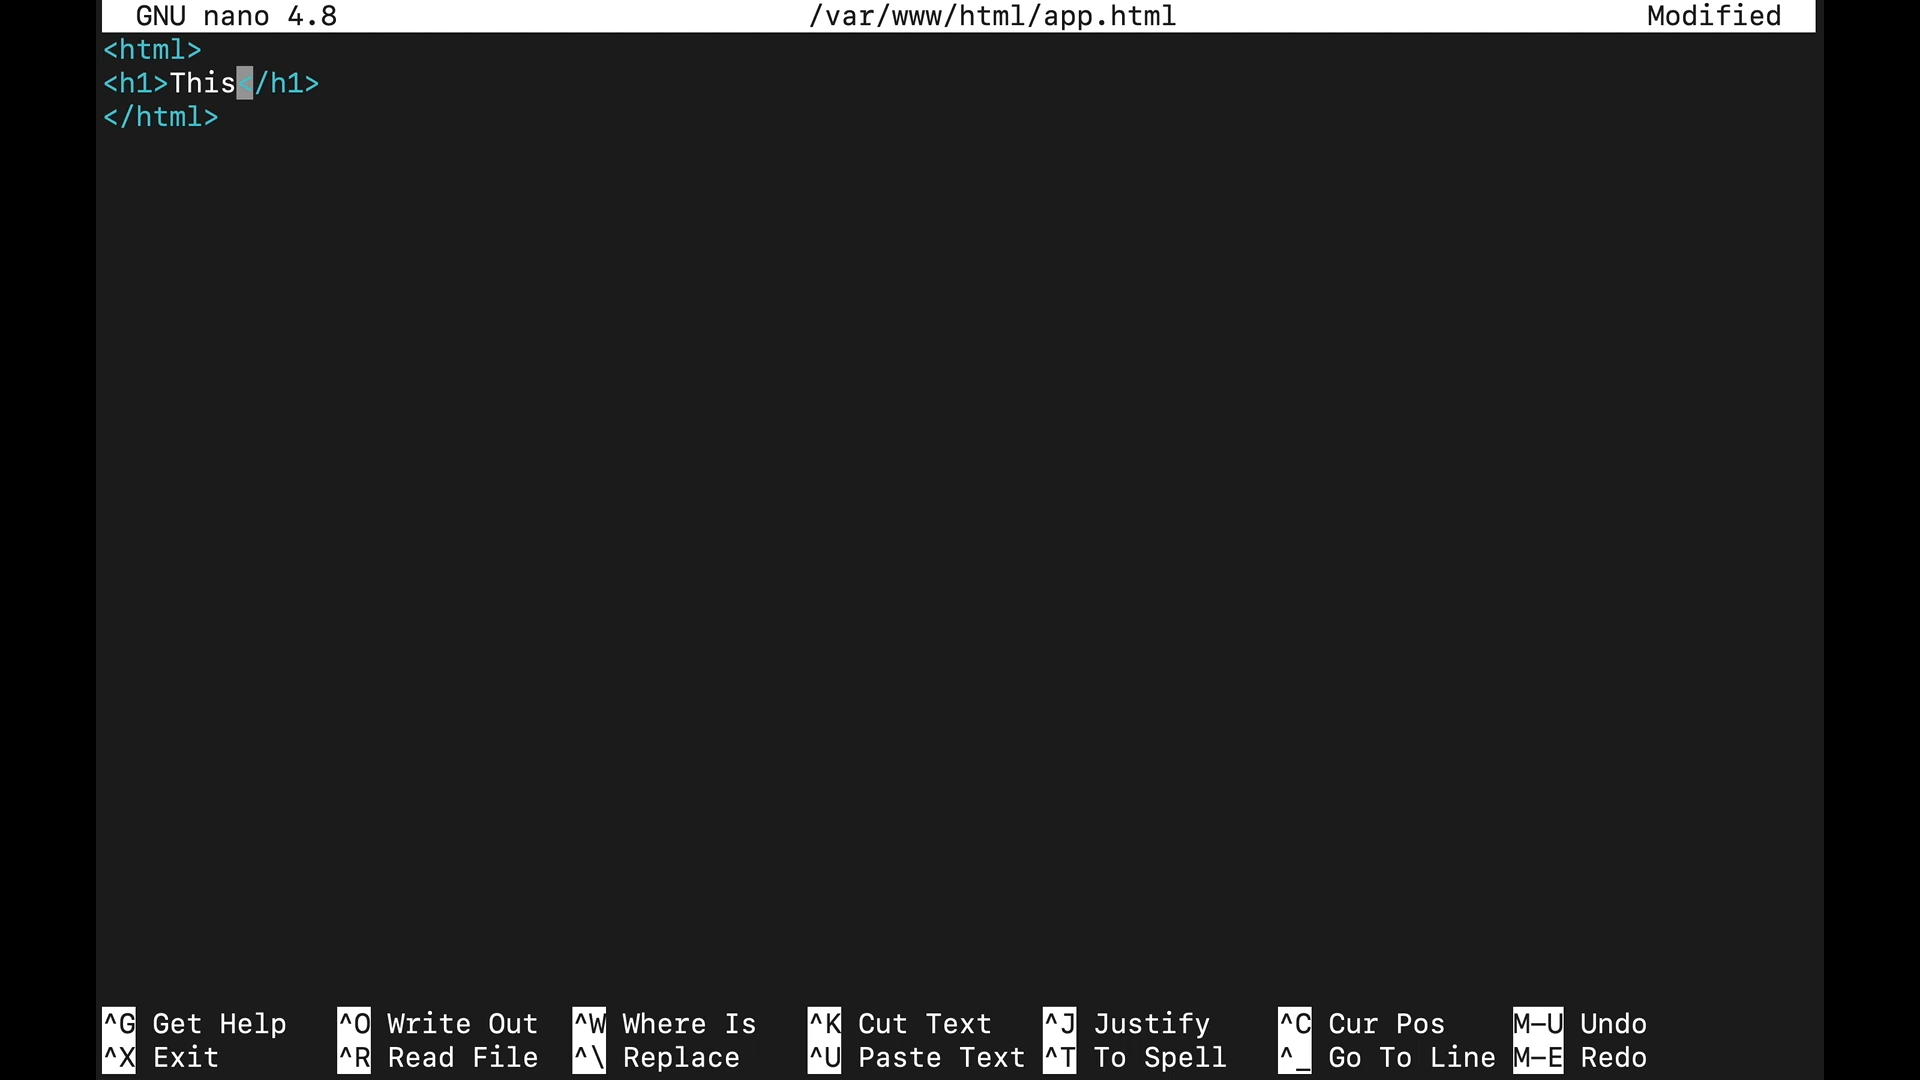 GNU nano 4.8 /var/www/html/app.html Modified
<html>
<h1>This</h1>
</html>
^G Get Help ^O Write Out ^W Where Is ^K Cut Text ^J Justify ^C Cur Pos M-U Undo
^X Exit ^R Read File ^\ Replace ^U Paste Text ^T To Spell ^_ Go To Line M-E Redo